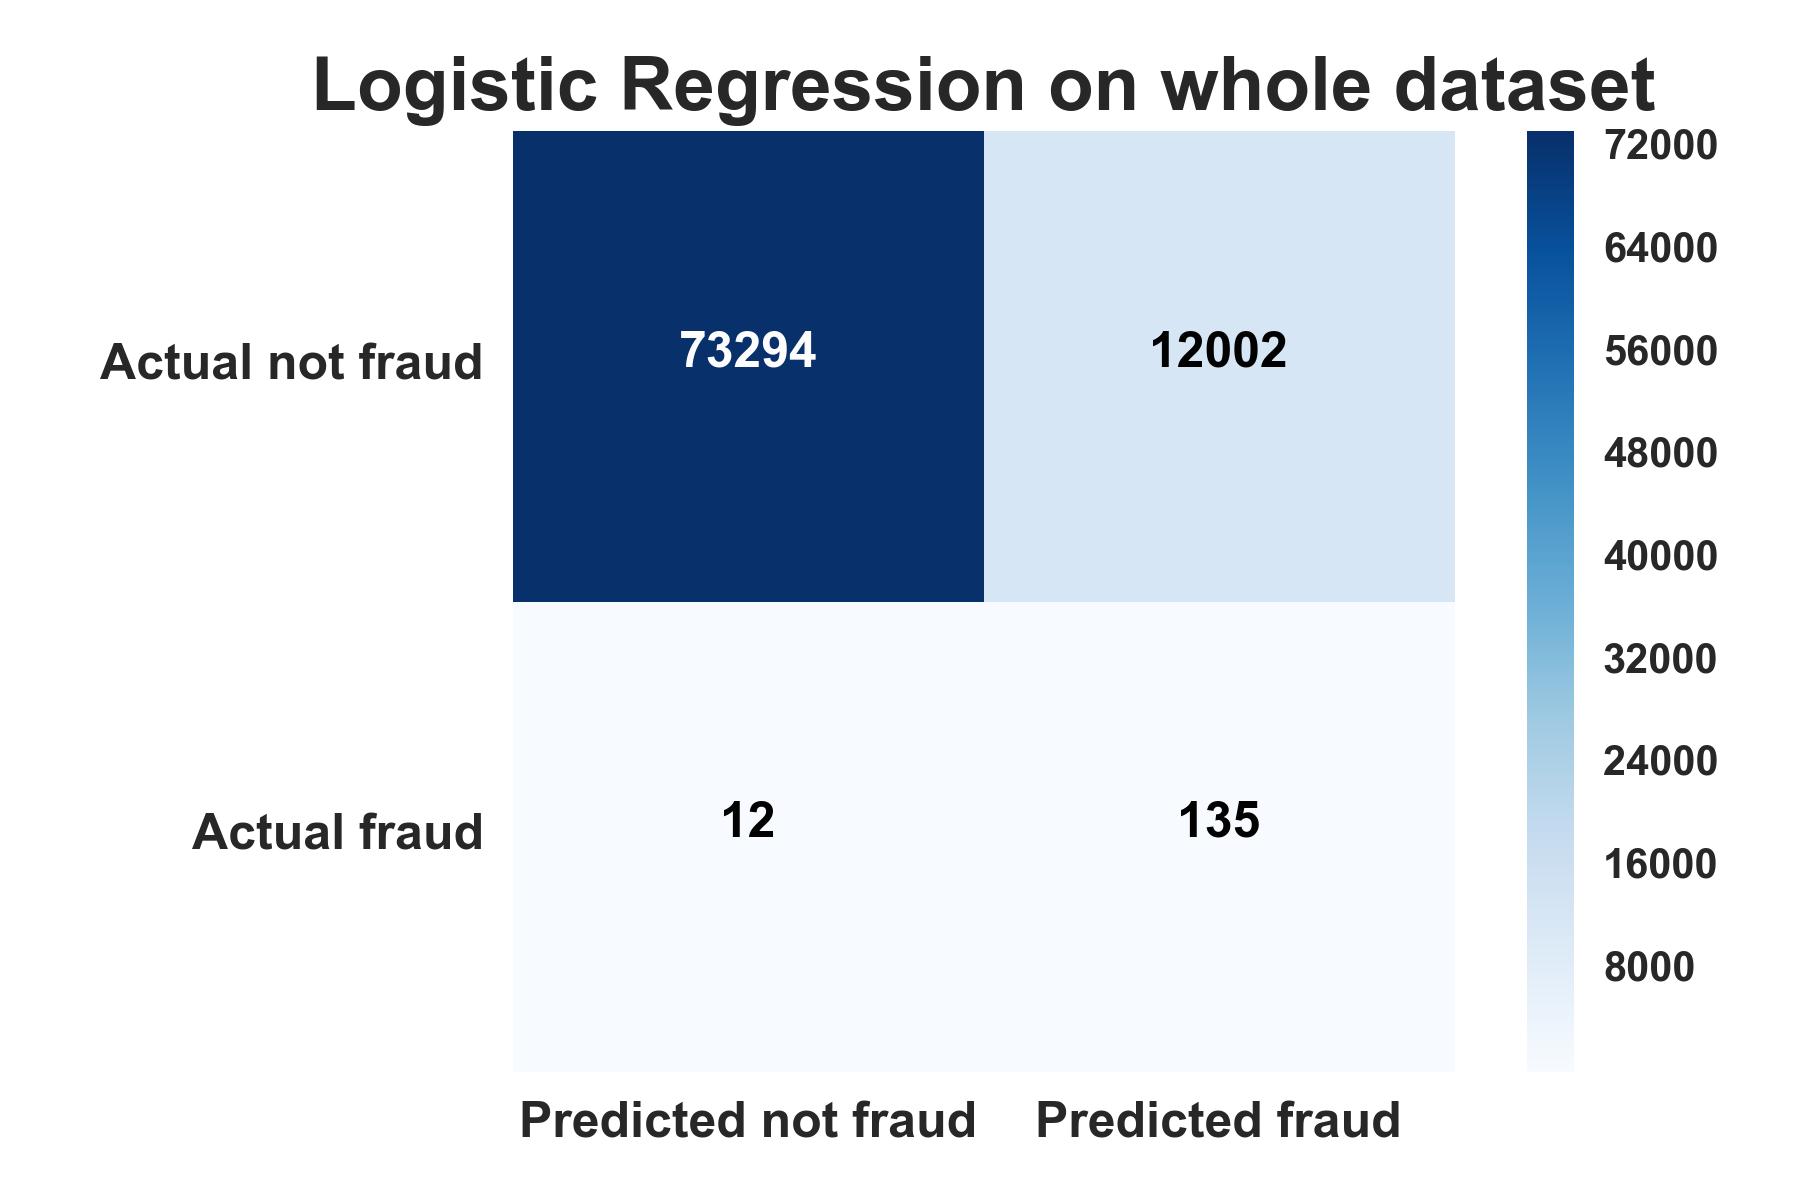 Logistic Regression on whole dataset
72000
64000
56000
48000
40000
32000
24000
16000
8000
Actual not fraud
73294
12002
Actual fraud
12
135
Predicted not fraud
Predicted fraud